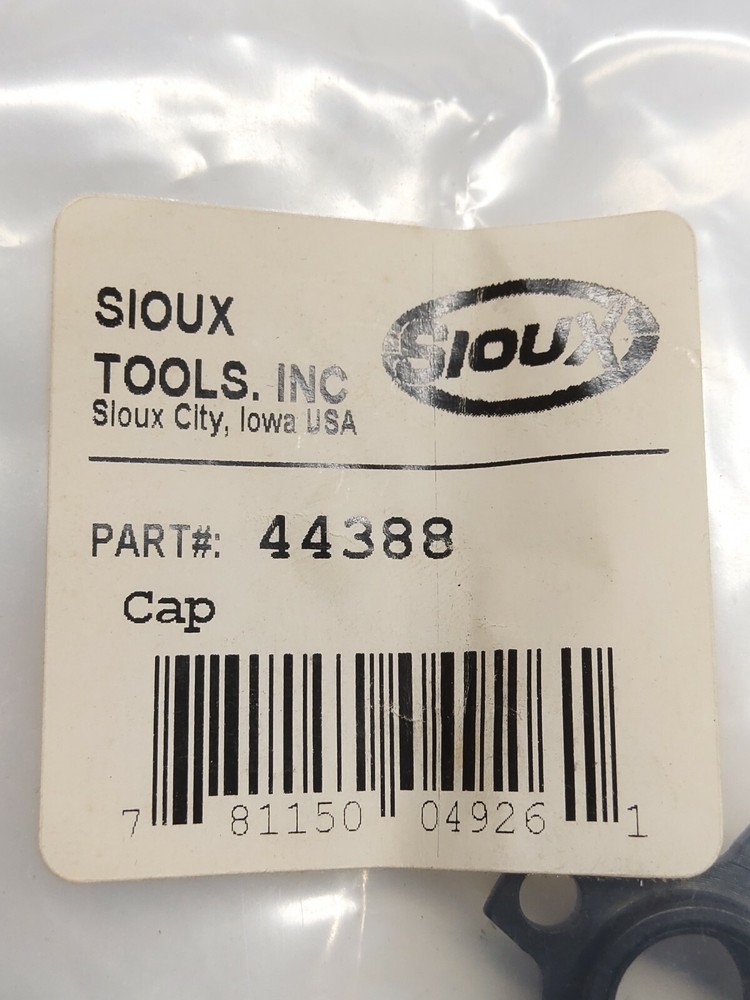 SIOUX
TOOLS. INC
Sioux City, Iowa USA
SIOUX
PART#: 44388
Cap
7 81150 04926 1